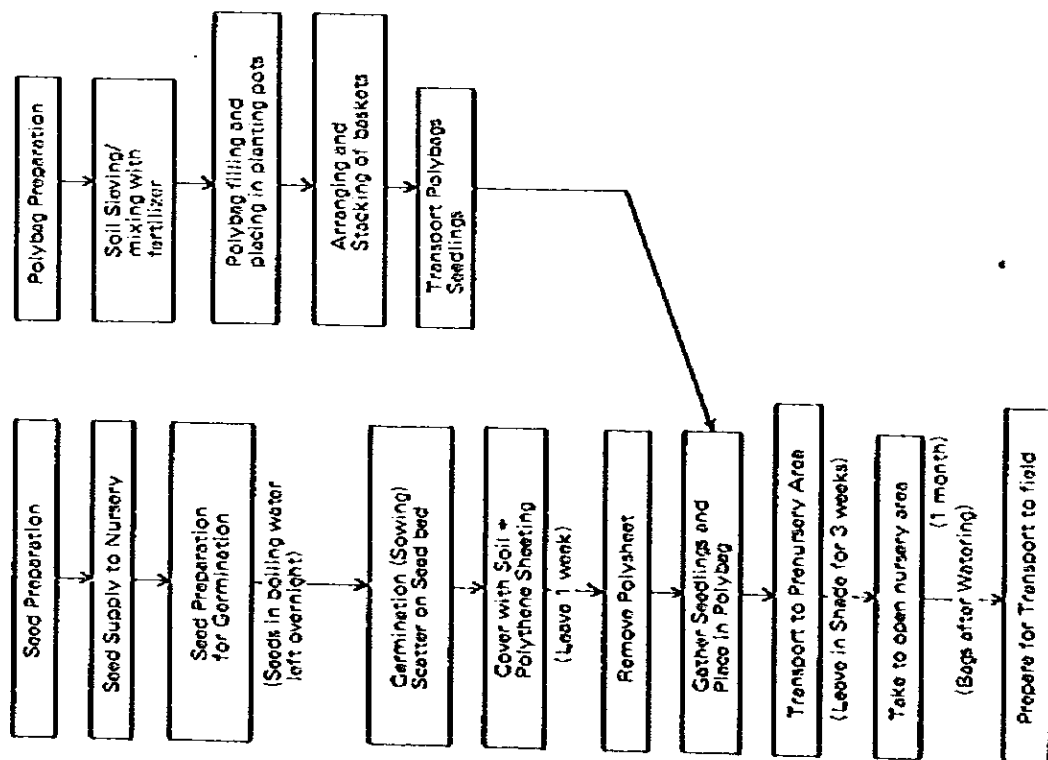 Seed Preparation
Seed Supply to Nursery
Seed Preparation
for Germination
(Seeds in boiling water
left overnight)
Germination (Sowing)
Scatter on Seed bed
Cover with Soil +
Polythene Sheeting
(Leave 1 week)
Remove Polysheet
Gather Seedlings and
Place in Polybag
Transport to Prenursery Area
(Leave in Shade for 3 weeks)
Take to open nursery area
(1 month)
(Bags after Watering)
Prepare for Transport to field
Polybag Preparation
Soil Sieving/
mixing with
fertilizer
Polybag filling and
placing in planting pots
Arranging and
Stacking of baskets
Transport Polybags
Seedlings